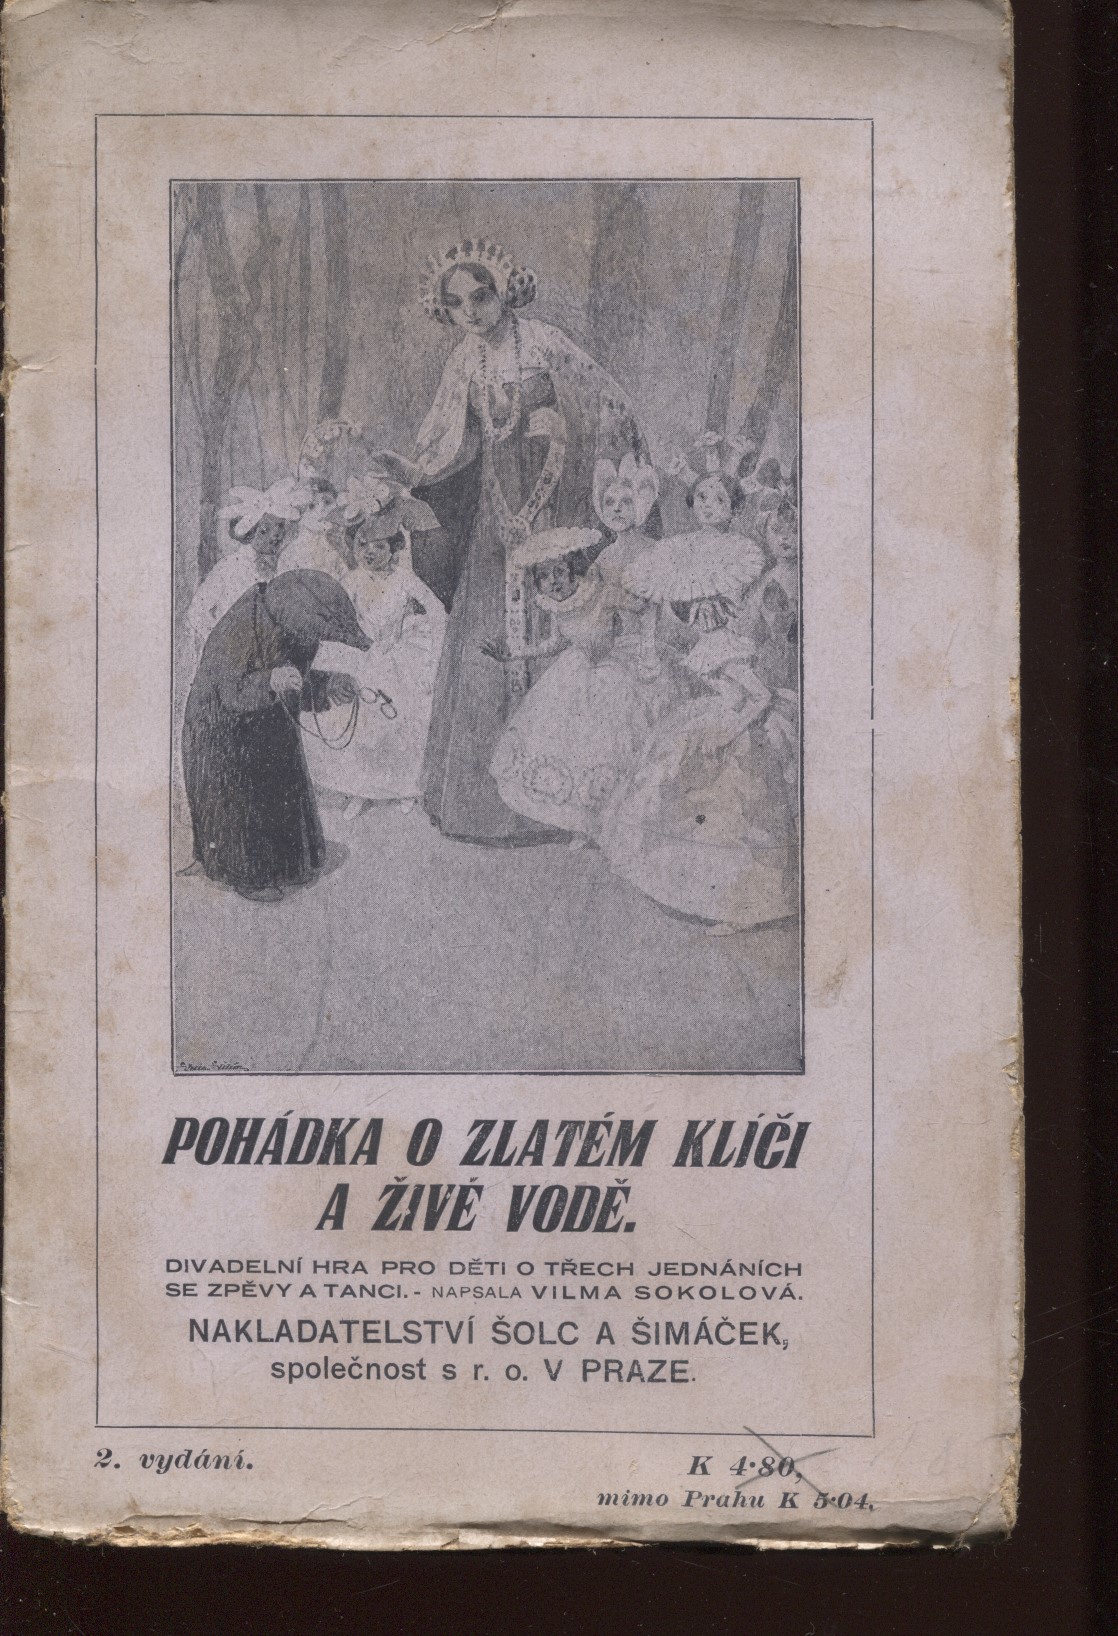 POHÁDKA O ZLATÉM KLÍČI
A ŽIVÉ VODĚ.
DIVADELNÍ HRA PRO DĚTI O TŘECH JEDNÁNÍCH
SE ZPĚVY A TANCI. - NAPSALA VILMA SOKOLOVÁ.
NAKLADATELSTVÍ ŠOLC A ŠIMÁČEK,
společnost s r. o. V PRAZE.
2. vydání.
K 4·80,
mimo Prahu K 5·04.